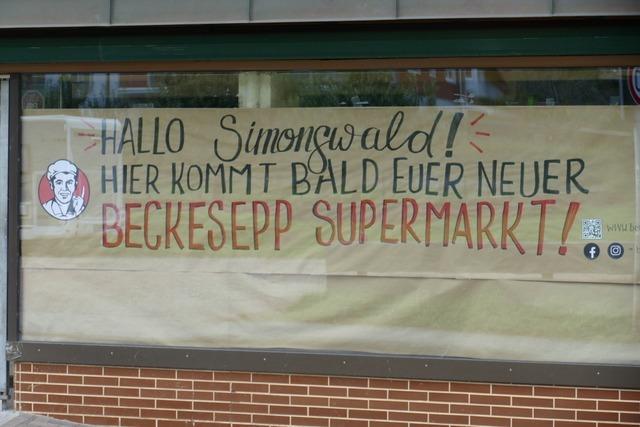 HALLO Simonswald!
HIER KOMMT BALD EUER NEUER
BECKESEPP SUPERMARKT!